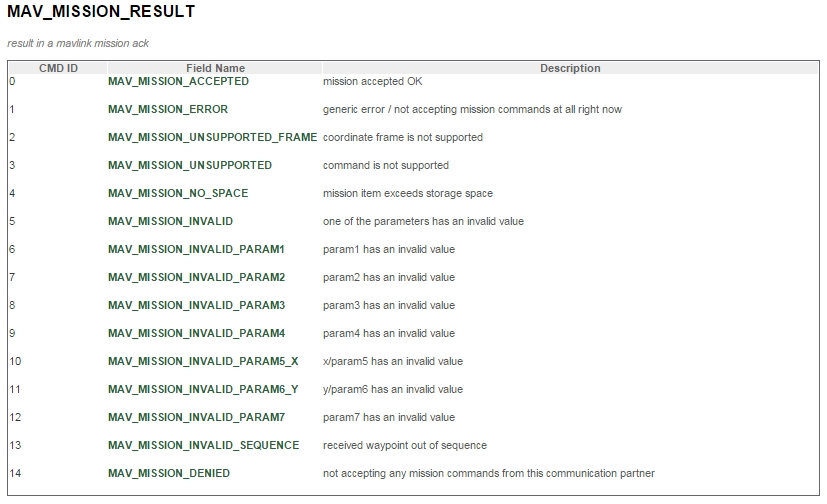 MAV_MISSION_RESULT
result in a mavlink mission ack
CMD ID Field Name Description
0 MAV_MISSION_ACCEPTED mission accepted OK
1 MAV_MISSION_ERROR generic error / not accepting mission commands at all right now
2 MAV_MISSION_UNSUPPORTED_FRAME coordinate frame is not supported
3 MAV_MISSION_UNSUPPORTED command is not supported
4 MAV_MISSION_NO_SPACE mission item exceeds storage space
5 MAV_MISSION_INVALID one of the parameters has an invalid value
6 MAV_MISSION_INVALID_PARAM1 param1 has an invalid value
7 MAV_MISSION_INVALID_PARAM2 param2 has an invalid value
8 MAV_MISSION_INVALID_PARAM3 param3 has an invalid value
9 MAV_MISSION_INVALID_PARAM4 param4 has an invalid value
10 MAV_MISSION_INVALID_PARAM5_X x/param5 has an invalid value
11 MAV_MISSION_INVALID_PARAM6_Y y/param6 has an invalid value
12 MAV_MISSION_INVALID_PARAM7 param7 has an invalid value
13 MAV_MISSION_INVALID_SEQUENCE received waypoint out of sequence
14 MAV_MISSION_DENIED not accepting any mission commands from this communication partner